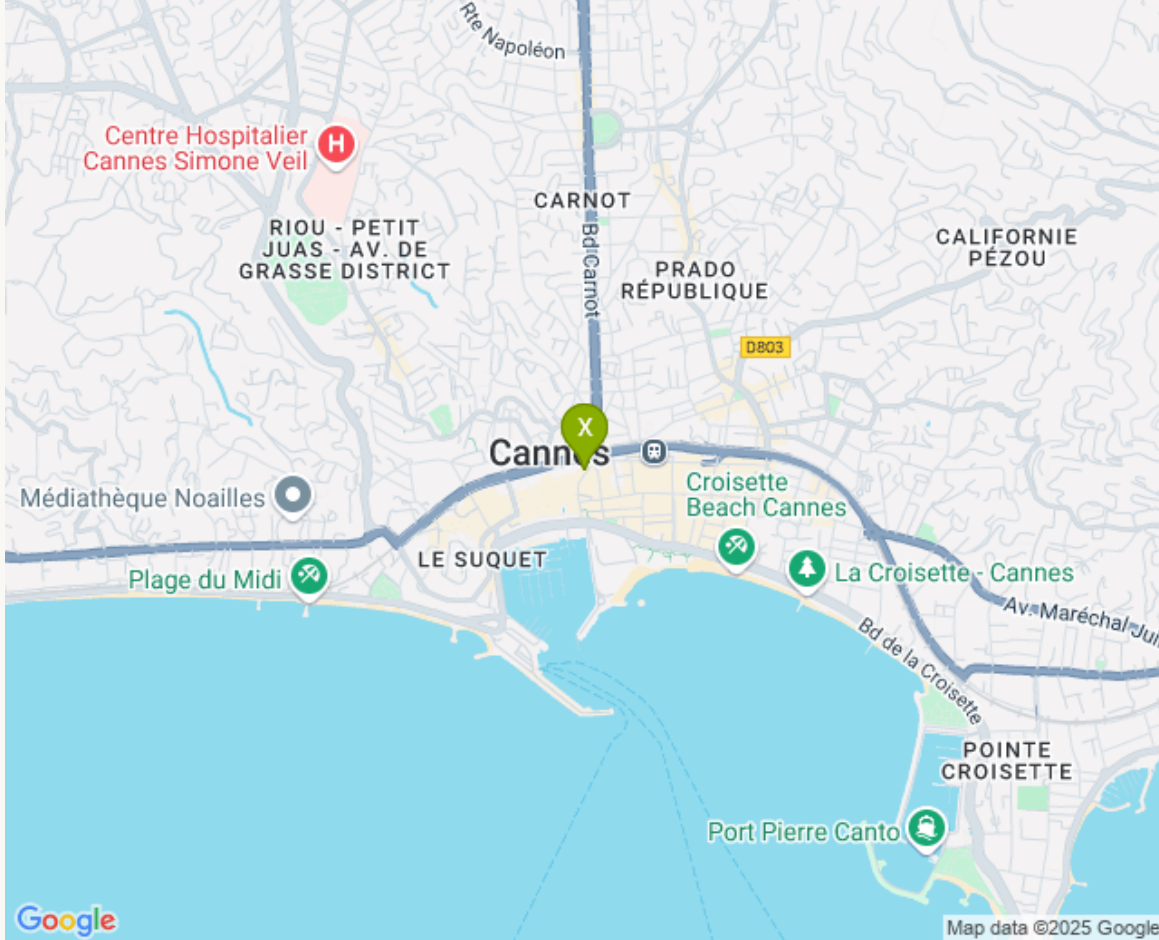 Rte Napoléon
Centre Hospitalier
Cannes Simone Veil
H
CARNOT
RIOU - PETIT
JUAS - AV. DE
GRASSE DISTRICT
Bd Carnot
CALIFORNIE
PÉZOU
PRADO
RÉPUBLIQUE
D803
X
Cannes
Croisette
Beach Cannes
Médiathèque Noailles
LE SUQUET
Plage du Midi
La Croisette - Cannes
Av. Maréchal Jui
Bd de la Croisette
POINTE
CROISETTE
Port Pierre Canto
Google
Map data ©2025 Google